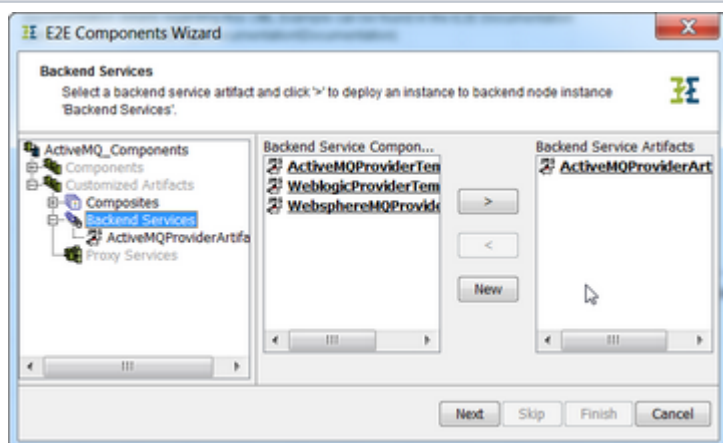 E2E Components Wizard
Backend Services
Select a backend service artifact and click '>' to deploy an instance to backend node instance
'Backend Services'.
ActiveMQ_Components
Components
Customized Artifacts
Composites
Backend Services
ActiveMQProviderArtifa
Proxy Services
Backend Service Compon...
ActiveMQProviderTem
WeblogicProviderTem
WebsphereMQProvide
>
<
New
Backend Service Artifacts
ActiveMQProviderArt
Next
Skip
Finish
Cancel